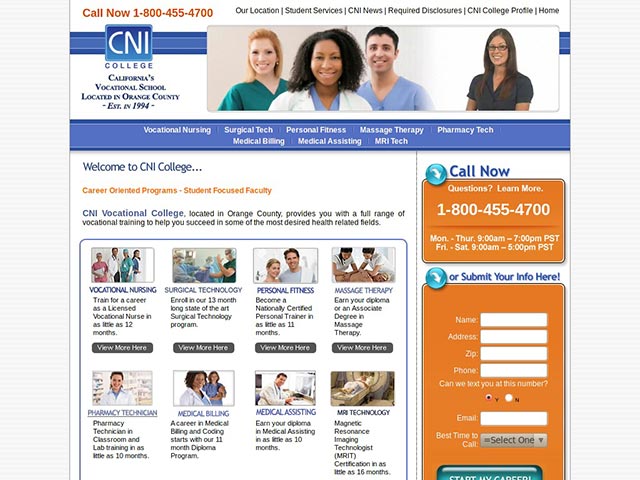 Call Now 1-800-455-4700
Our Location | Student Services | CNI News | Required Disclosures | CNI College Profile | Home
CNI
COLLEGE
CALIFORNIA'S
VOCATIONAL SCHOOL
LOCATED IN ORANGE COUNTY
- EST. IN 1994 -
Vocational Nursing | Surgical Tech | Personal Fitness | Massage Therapy | Pharmacy Tech
Medical Billing | Medical Assisting | MRI Tech
Welcome to CNI College...
Career Oriented Programs - Student Focused Faculty
CNI Vocational College, located in Orange County, provides you with a full range of
vocational training to help you succeed in some of the most desired health related fields.
VOCATIONAL NURSING
Train for a career
as a Licensed
Vocational Nurse in
as little as 12
months.
View More Here
SURGICAL TECHNOLOGY
Enroll in our 13 month
long state of the art
Surgical Technology
program.
View More Here
PERSONAL FITNESS
Become a
Nationally Certified
Personal Trainer in
as little as 11
months.
View More Here
MASSAGE THERAPY
Earn your diploma
or an Associate
Degree in
Massage
Therapy.
View More Here
PHARMACY TECHNICIAN
Pharmacy
Technician in
Classroom and
Lab training in as
little as 10 months.
MEDICAL BILLING
A career in Medical
Billing and Coding
starts with our 11
month Diploma
Program.
MEDICAL ASSISTING
Earn your diploma
in Medical Assisting
in as little as 10
months.
MRI TECHNOLOGY
Magnetic
Resonance
Imaging
Technologist
(MRIT)
Certification in as
little as 16 months.
Call Now
Questions? Learn More.
1-800-455-4700
Mon. - Thur. 9:00am – 7:00pm PST
Fri. - Sat. 9:00am – 5:00pm PST
or Submit Your Info Here!
Name:
Address:
Zip:
Phone:
Can we text you at this number?
Y N
Email:
Best Time to
Call:
=Select One
START MY CAREER!